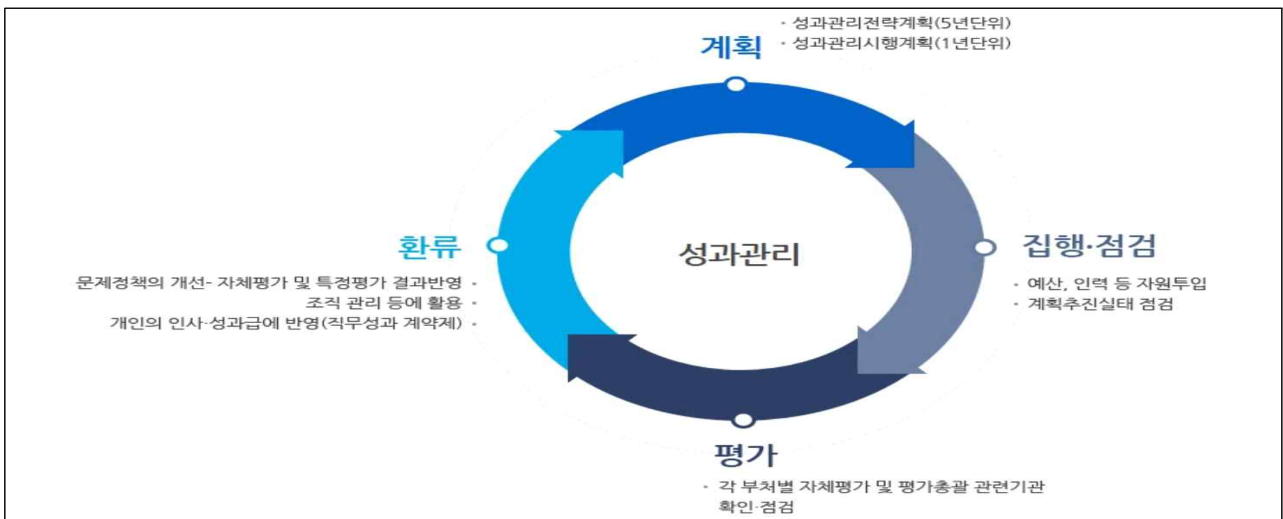 계획
· 성과관리전략계획(5년단위)
· 성과관리시행계획(1년단위)
집행·점검
· 예산, 인력 등 자원투입
· 계획추진실태 점검
성과관리
환류
문제정책의 개선- 자체평가 및 특정평가 결과반영 ·
조직 관리 등에 활용 ·
개인의 인사·성과급에 반영(직무성과 계약제) ·
평가
· 각 부처별 자체평가 및 평가총괄 관련기관
확인·점검